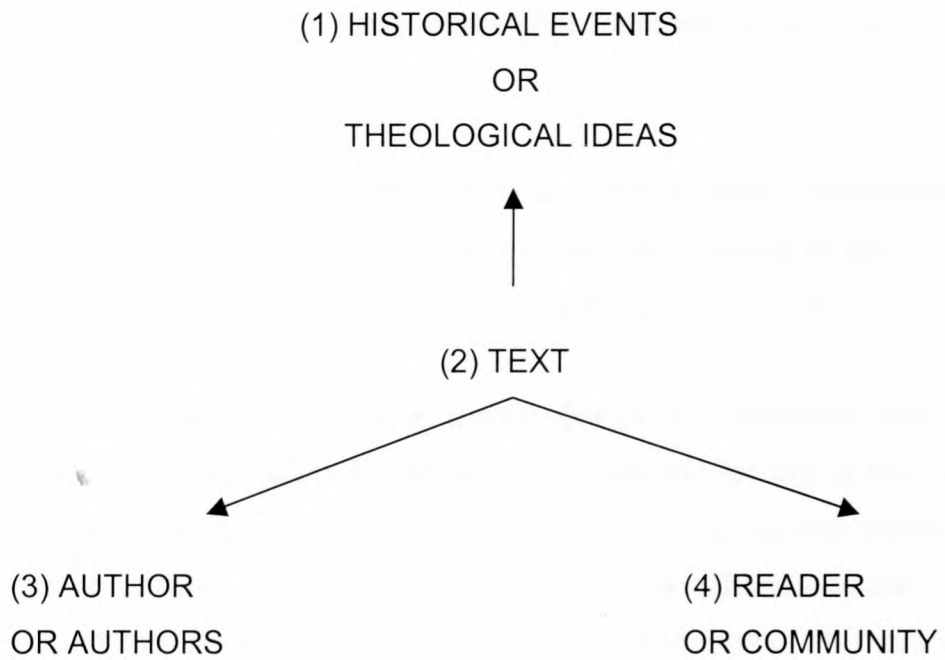 (1) HISTORICAL EVENTS
OR
THEOLOGICAL IDEAS
(2) TEXT
(3) AUTHOR
OR AUTHORS
(4) READER
OR COMMUNITY